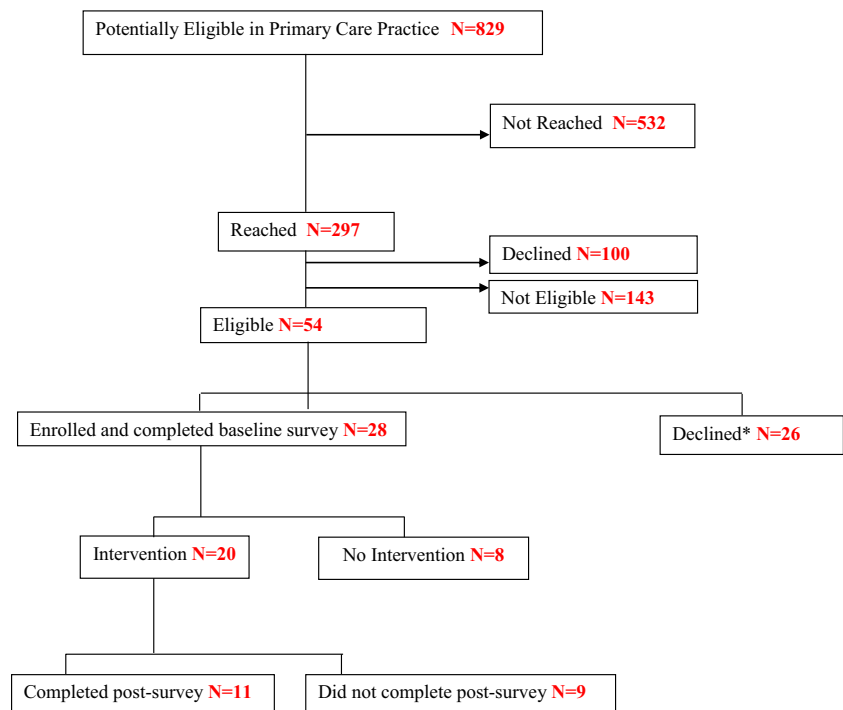 Potentially Eligible in Primary Care Practice N=829
Not Reached N=532
Reached N=297
Declined N=100
Not Eligible N=143
Eligible N=54
Enrolled and completed baseline survey N=28
Declined* N=26
Intervention N=20
No Intervention N=8
Completed post-survey N=11
Did not complete post-survey N=9